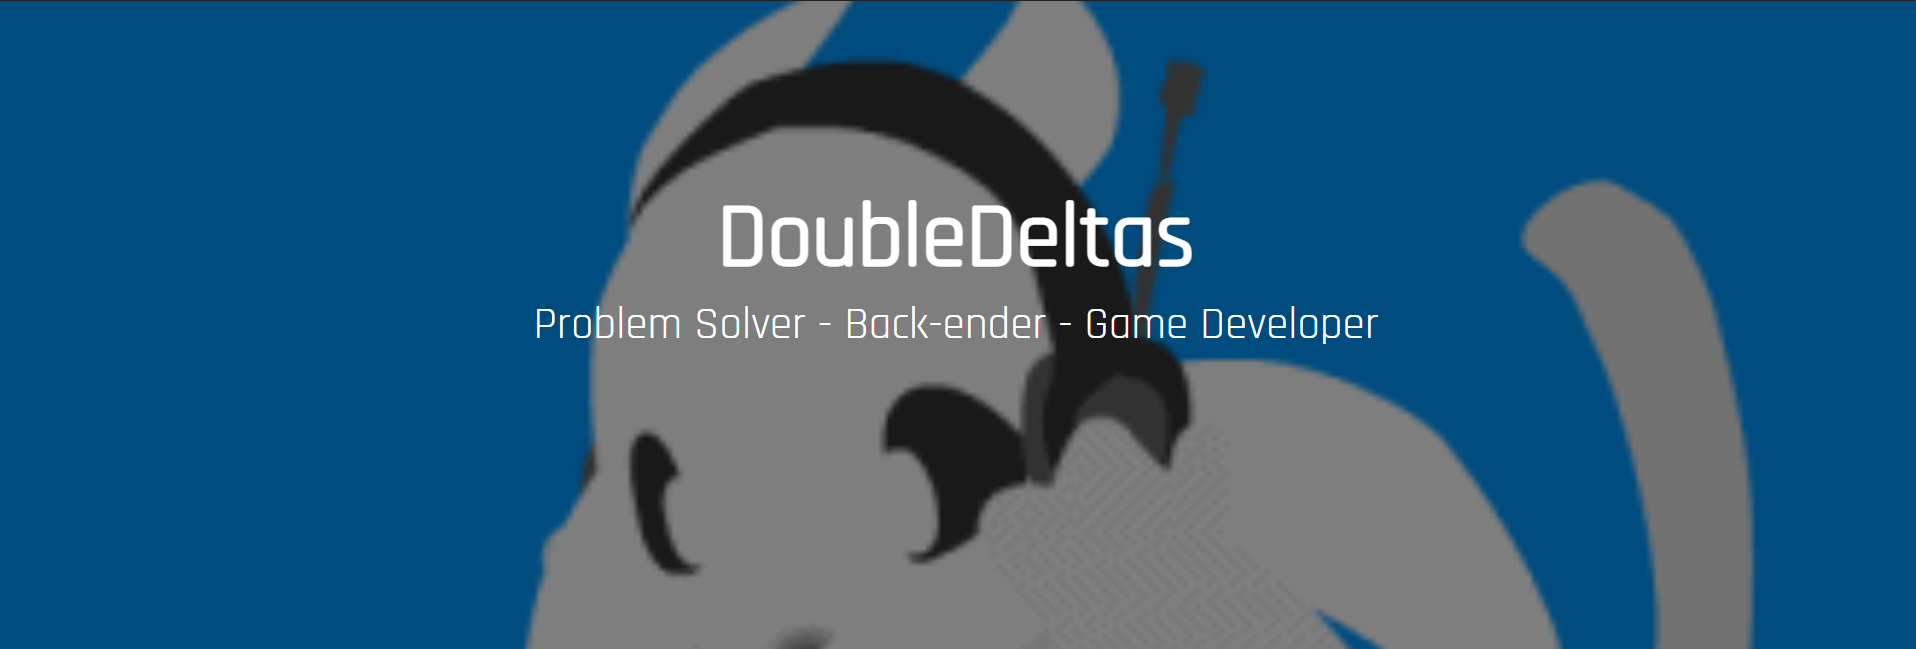 DoubleDeltas
Problem Solver - Back-ender - Game Developer